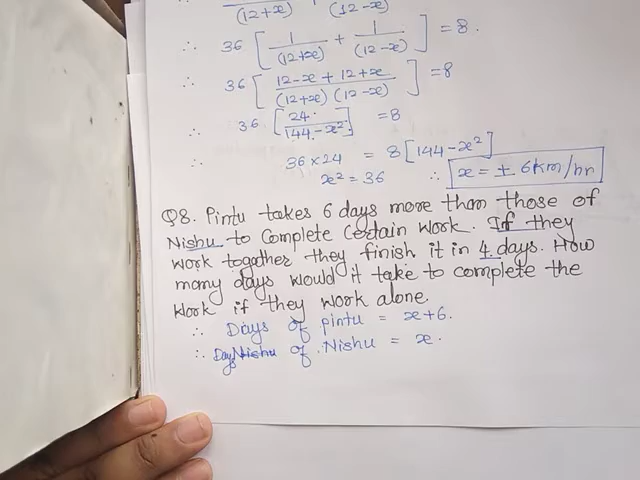 (12+x) (12-x)
∴ 36 [ 1/(12+x) + 1/(12-x) ] = 8.
∴ 36 [ 12-x + 12+x / (12+x) (12-x) ] = 8
∴ 36 [ 24. / 144-x² ] = 8
∴ 36 × 24 = 8 [144-x²]
x² = 36 ∴ x = ± 6km/hr
Q8. Pintu takes 6 days more than those of
Nishu to complete certain work. If they
work togather they finish it in 4 days. How
many days would it take to complete the
work if they work alone.
∴ Days of pintu = x+6.
∴ Days of Nishu = x.